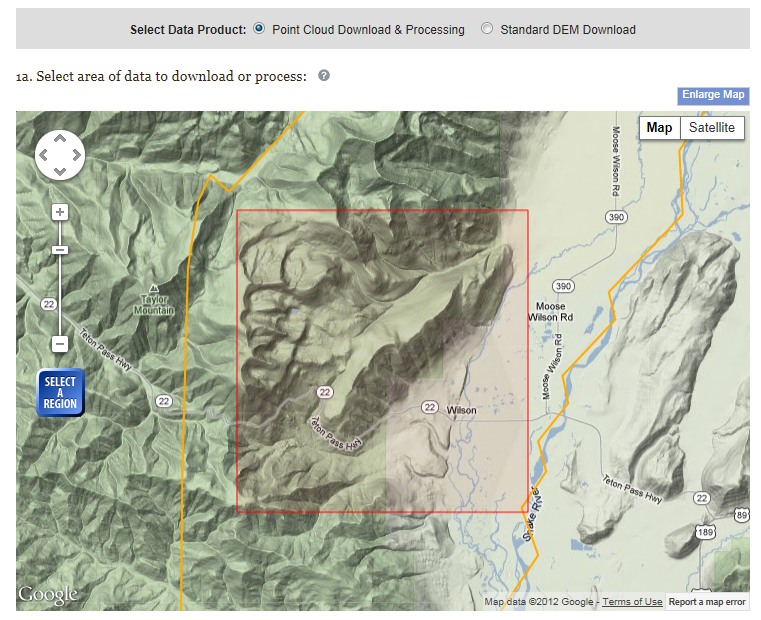 Select Data Product: Point Cloud Download & Processing Standard DEM Download
1a. Select area of data to download or process: ?
Enlarge Map
Map Satellite
Moose Wilson Rd
390
390
22
Taylor
Mountain
Moose
Wilson Rd
Teton Pass Hwy
Moose Wilson Rd
SELECT
A
REGION
22
22
22
Wilson
Teton Pass Hwy
Teton Pass Hwy
22
Snake River
89
189
Google
Map data ©2012 Google - Terms of Use Report a map error